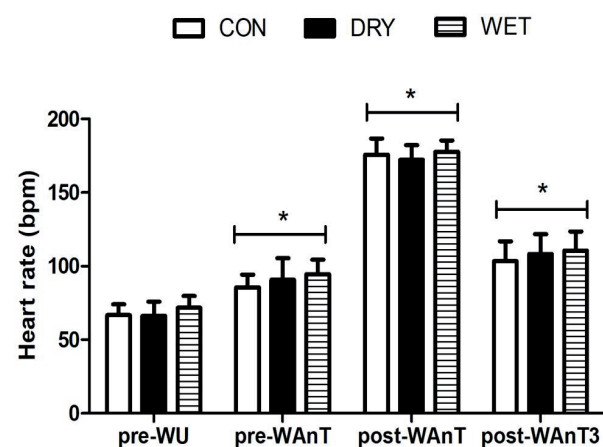 CON DRY WET
Heart rate (bpm)
200
150
100
50
0
*
*
*
pre-WU pre-WAnT post-WAnT post-WAnT3